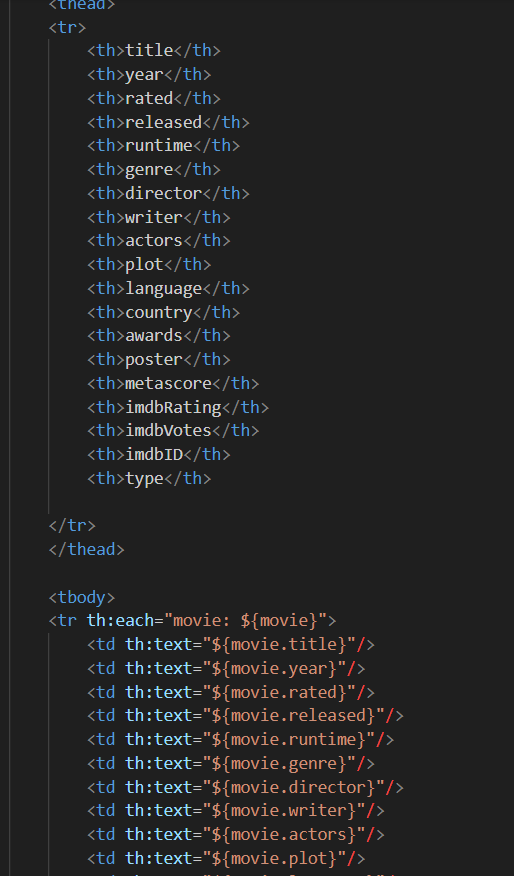 <thead>
<tr>
<th>title</th>
<th>year</th>
<th>rated</th>
<th>released</th>
<th>runtime</th>
<th>genre</th>
<th>director</th>
<th>writer</th>
<th>actors</th>
<th>plot</th>
<th>language</th>
<th>country</th>
<th>awards</th>
<th>poster</th>
<th>metascore</th>
<th>imdbRating</th>
<th>imdbVotes</th>
<th>imdbID</th>
<th>type</th>
</tr>
</thead>
<tbody>
<tr th:each="movie: ${movie}">
<td th:text="${movie.title}"/>
<td th:text="${movie.year}"/>
<td th:text="${movie.rated}"/>
<td th:text="${movie.released}"/>
<td th:text="${movie.runtime}"/>
<td th:text="${movie.genre}"/>
<td th:text="${movie.director}"/>
<td th:text="${movie.writer}"/>
<td th:text="${movie.actors}"/>
<td th:text="${movie.plot}"/>